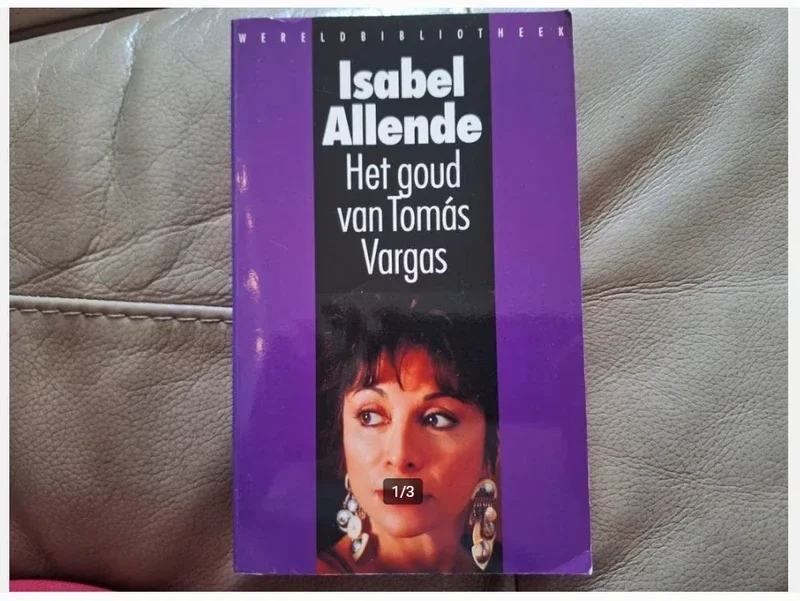 WERELDBIBLIOTHEEK
Isabel
Allende
Het goud
van Tomás
Vargas
1/3